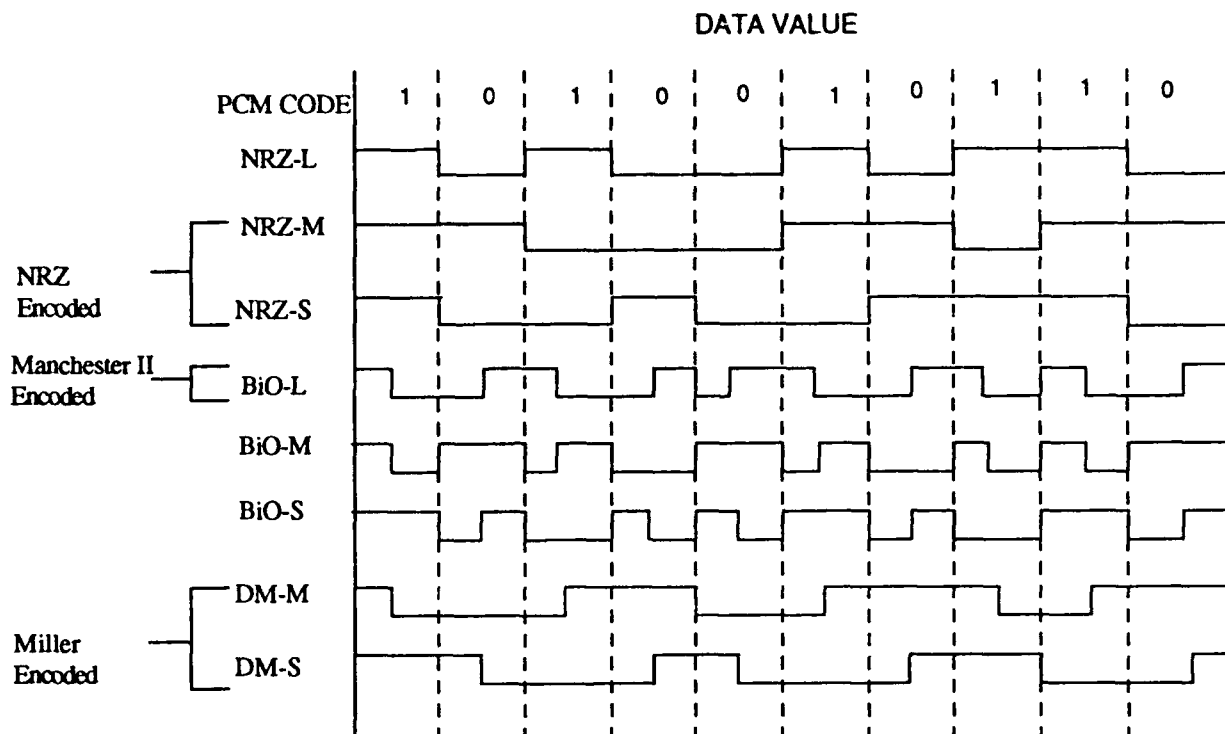 DATA VALUE
PCM CODE 1 0 1 0 0 1 0 1 1 0
NRZ-L
NRZ-M
NRZ
Encoded
NRZ-S
Manchester II
Encoded
BiO-L
BiO-M
BiO-S
DM-M
Miller
Encoded
DM-S